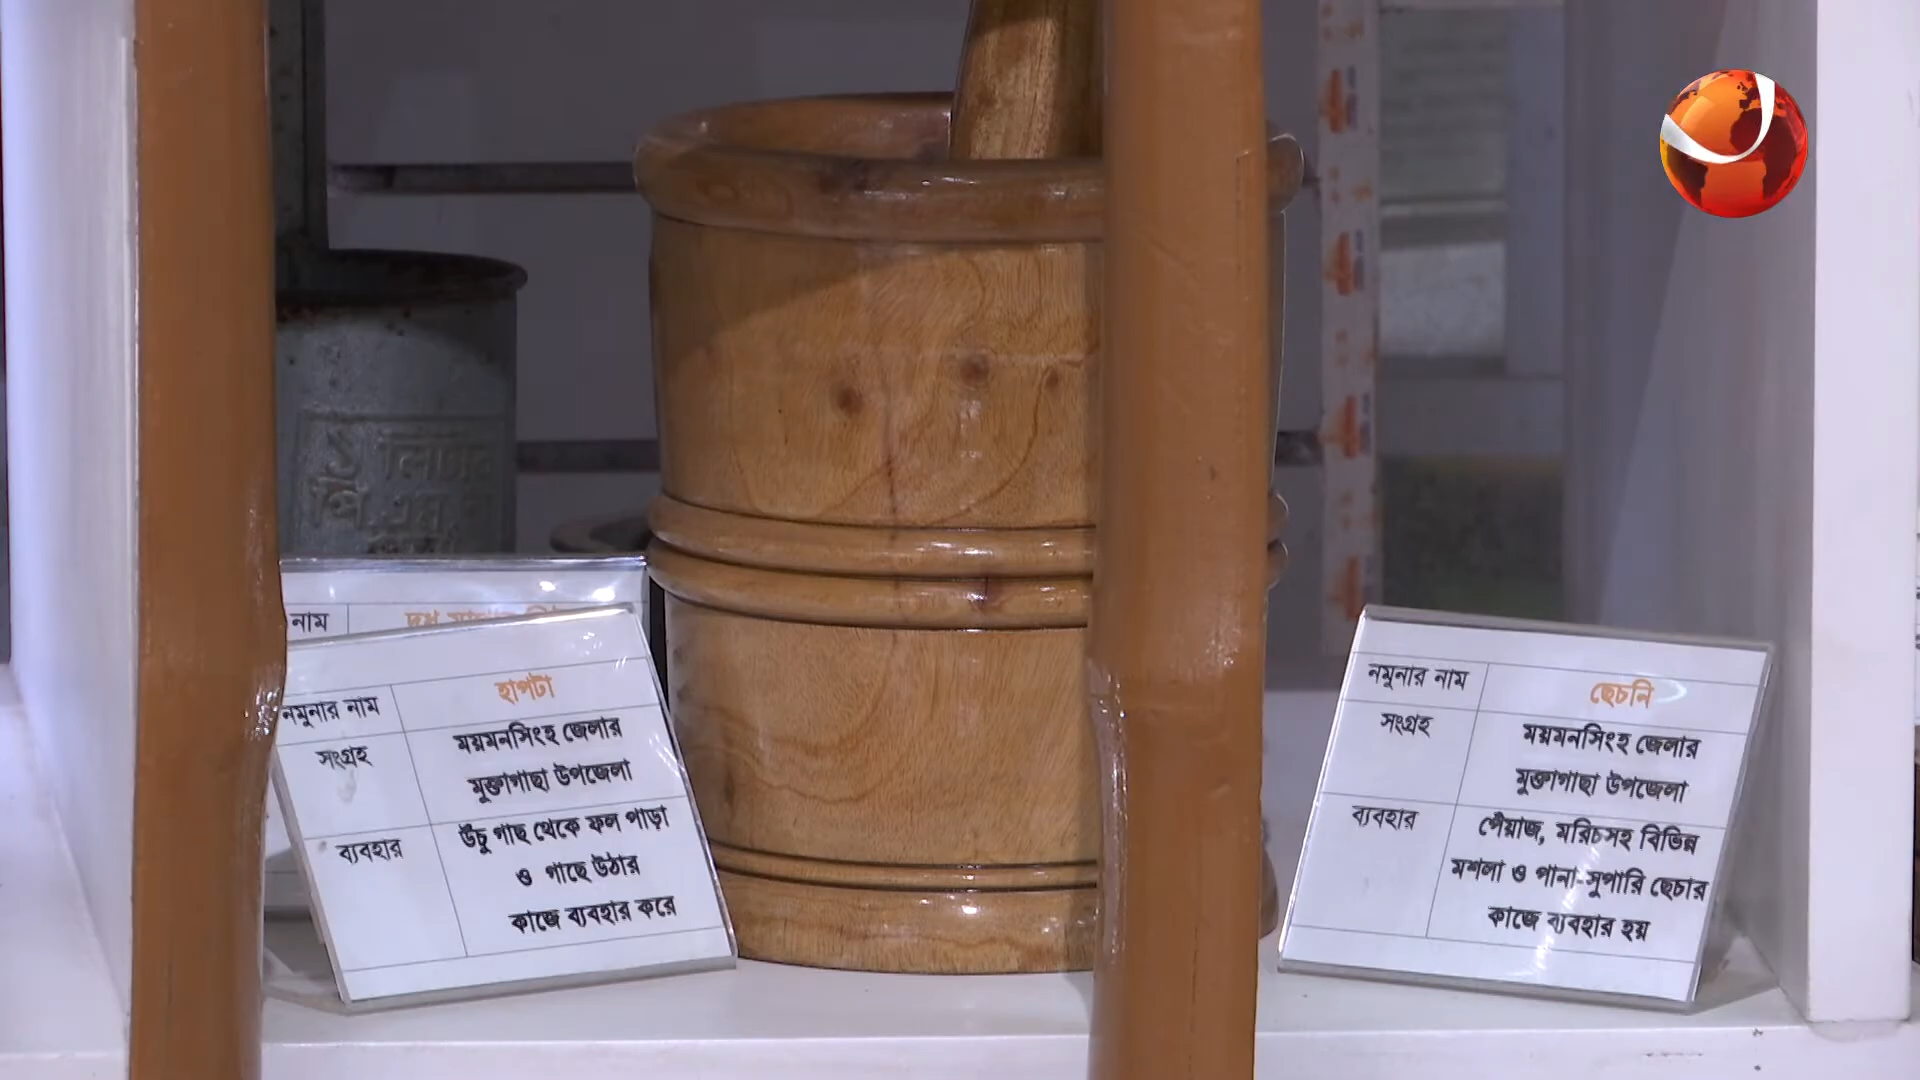 ১ লিটার
নাম
দুধ
নমুনার নাম
হাপটা
সংগ্রহ
ময়মনসিংহ জেলার
মুক্তাগাছা উপজেলা
ব্যবহার
উঁচু গাছ থেকে ফল পাড়া
ও গাছে উঠার
কাজে ব্যবহার করে
নমুনার নাম
ছেচনি
সংগ্রহ
ময়মনসিংহ জেলার
মুক্তাগাছা উপজেলা
ব্যবহার
পেঁয়াজ, মরিচসহ বিভিন্ন
মশলা ও পানা-সুপারি ছেচার
কাজে ব্যবহার হয়